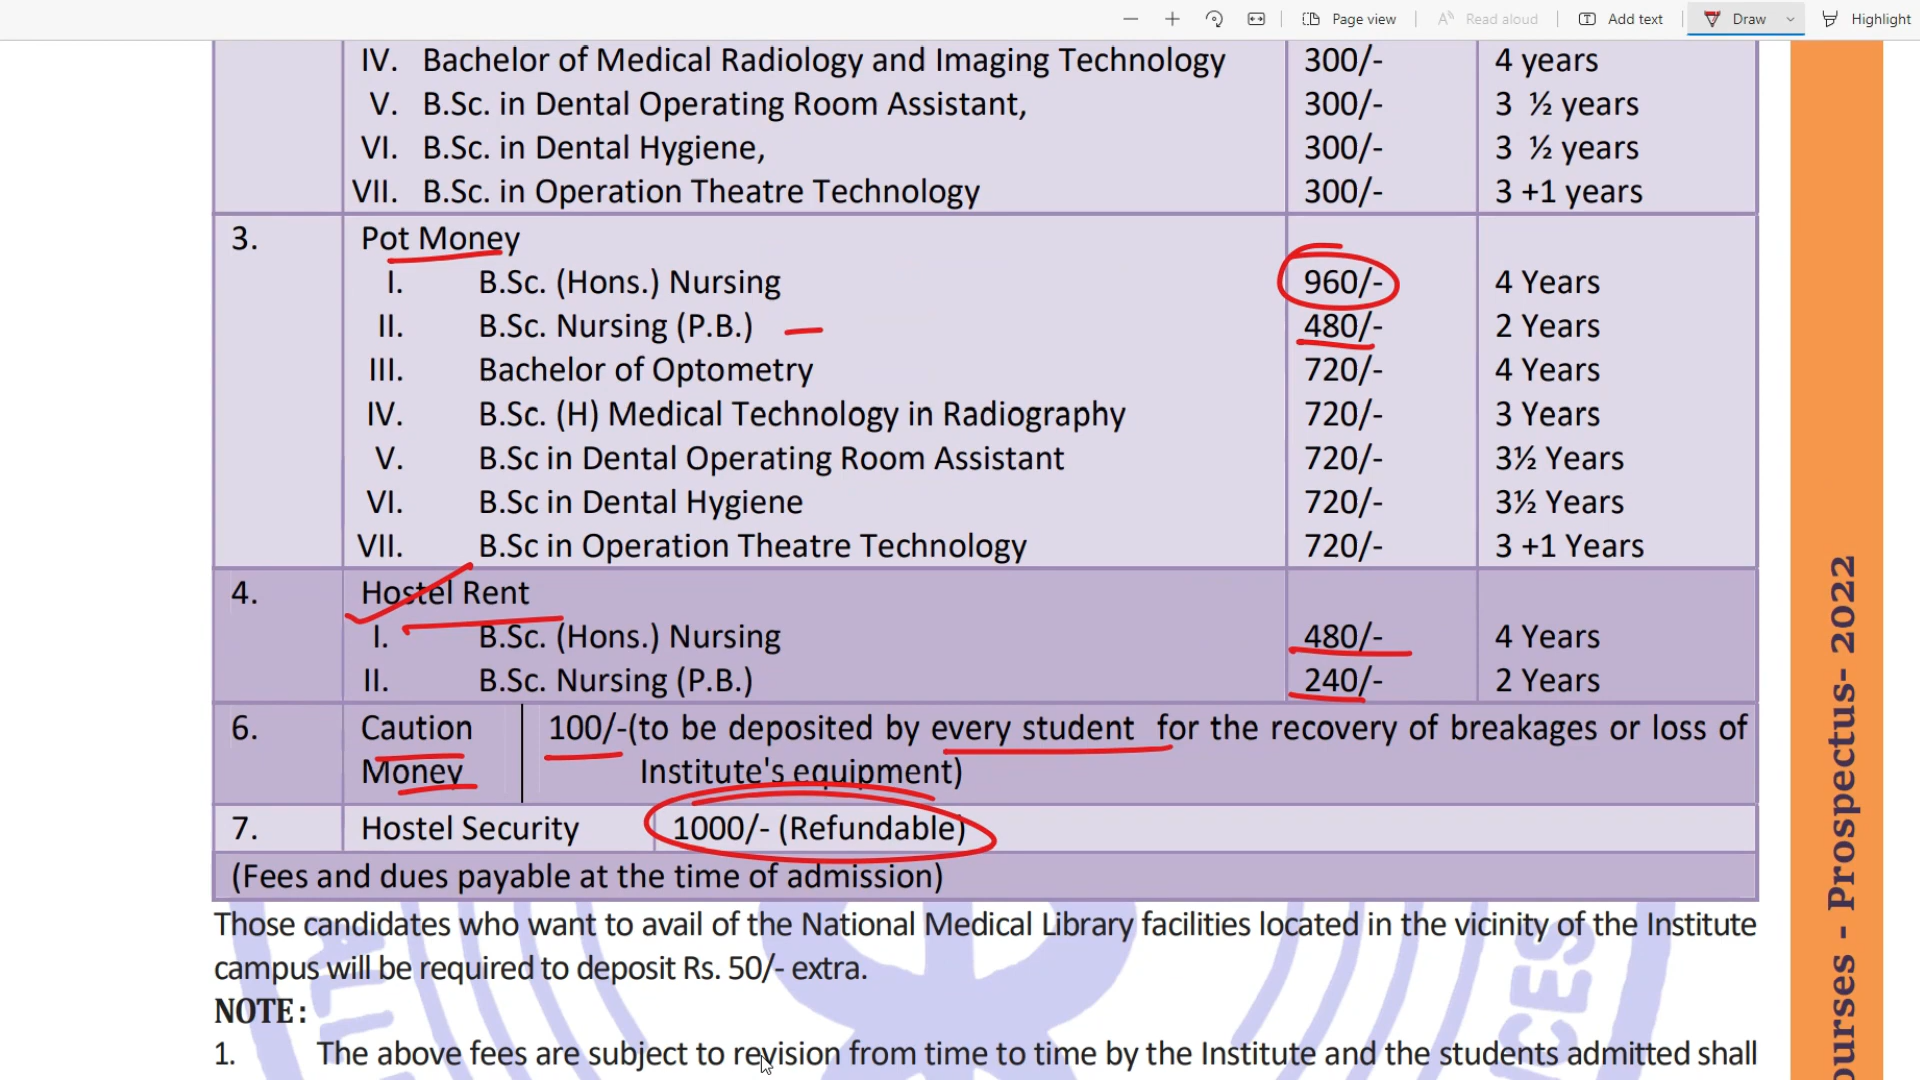 Page view
Read aloud
Add text
Draw
Highlight
IV. Bachelor of Medical Radiology and Imaging Technology 300/- 4 years
V. B.Sc. in Dental Operating Room Assistant, 300/- 3 ½ years
VI. B.Sc. in Dental Hygiene, 300/- 3 ½ years
VII. B.Sc. in Operation Theatre Technology 300/- 3 +1 years
3. Pot Money
I. B.Sc. (Hons.) Nursing 960/- 4 Years
II. B.Sc. Nursing (P.B.) 480/- 2 Years
III. Bachelor of Optometry 720/- 4 Years
IV. B.Sc. (H) Medical Technology in Radiography 720/- 3 Years
V. B.Sc in Dental Operating Room Assistant 720/- 3½ Years
VI. B.Sc in Dental Hygiene 720/- 3½ Years
VII. B.Sc in Operation Theatre Technology 720/- 3 +1 Years
4. Hostel Rent
I. B.Sc. (Hons.) Nursing 480/- 4 Years
II. B.Sc. Nursing (P.B.) 240/- 2 Years
6. Caution 100/-(to be deposited by every student for the recovery of breakages or loss of
Money Institute's equipment)
7. Hostel Security 1000/- (Refundable)
(Fees and dues payable at the time of admission)
Those candidates who want to avail of the National Medical Library facilities located in the vicinity of the Institute
campus will be required to deposit Rs. 50/- extra.
NOTE:
1. The above fees are subject to revision from time to time by the Institute and the students admitted shall
ourses - Prospectus- 2022